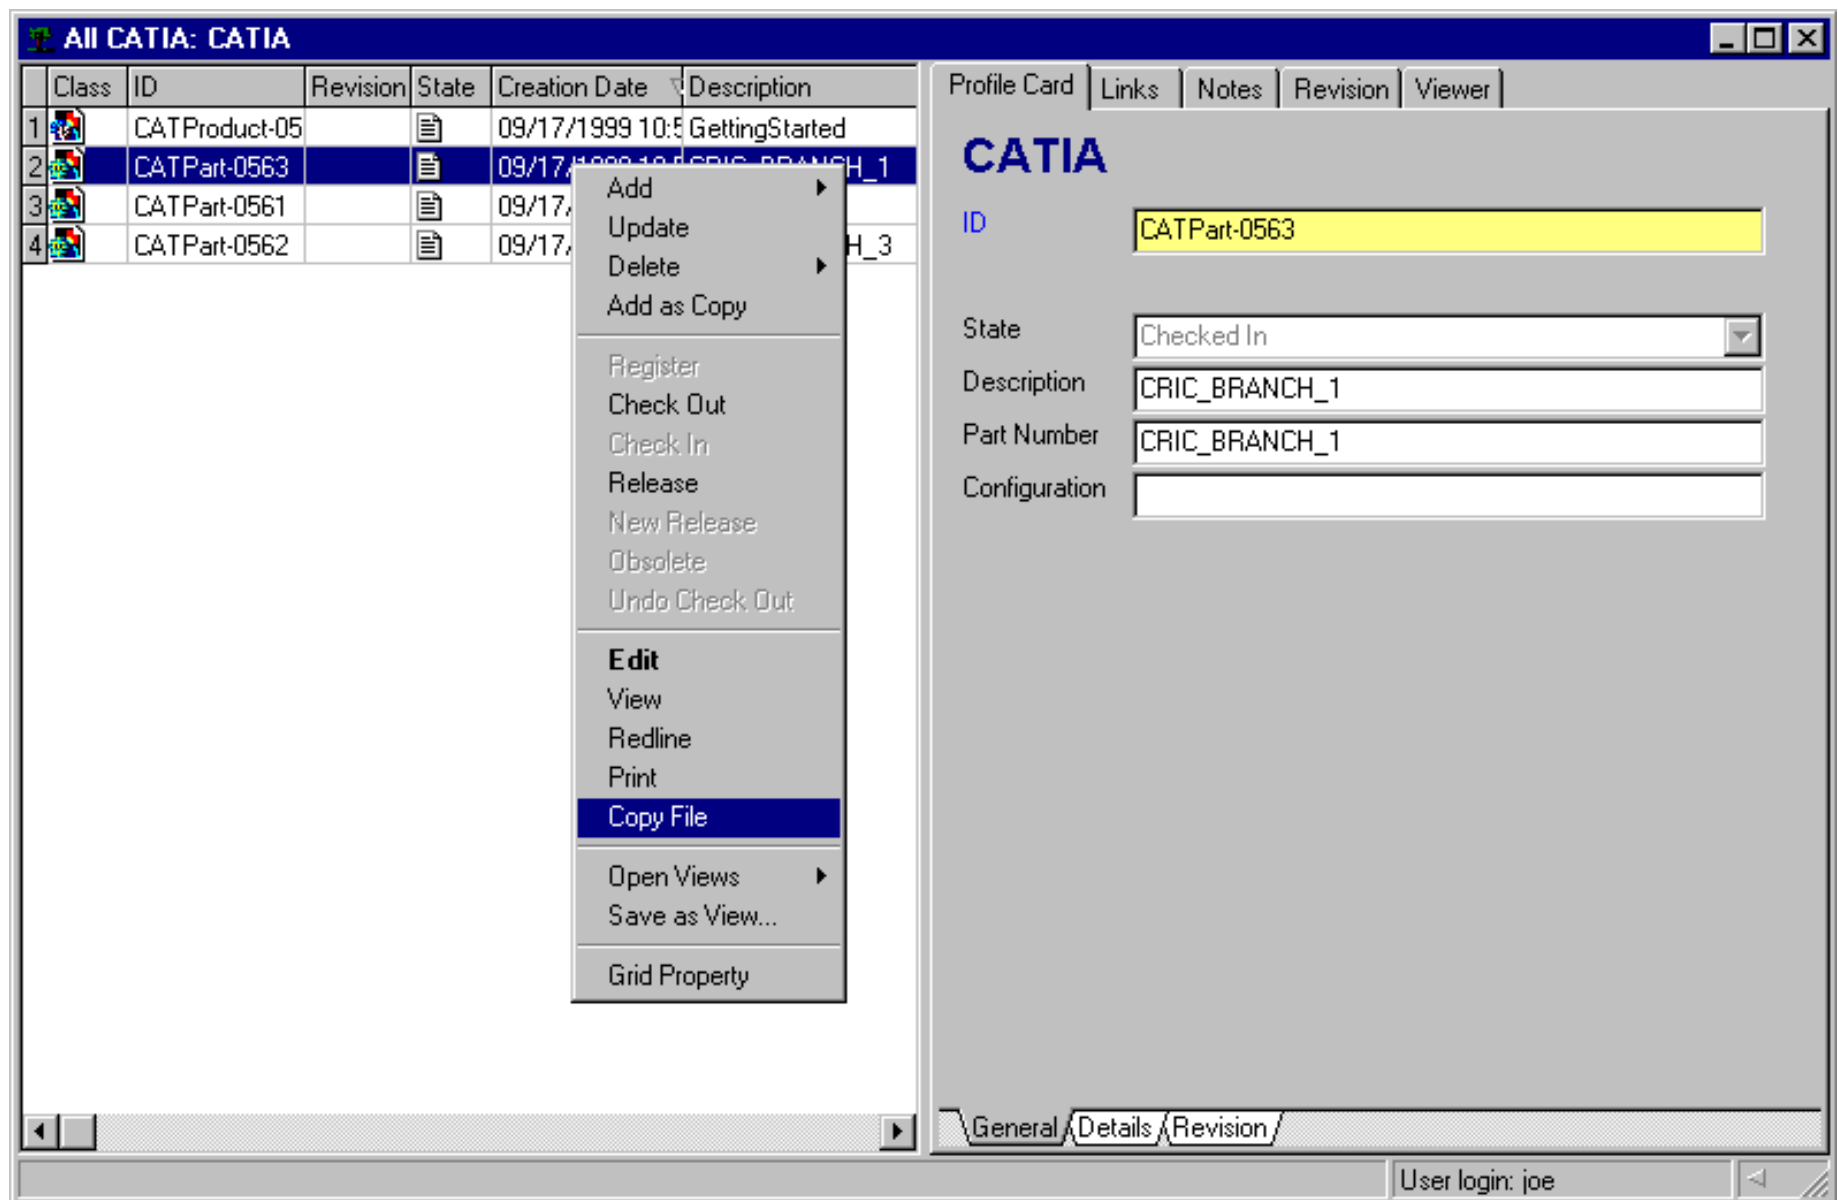 All CATIA: CATIA
Class ID Revision State Creation Date Description
1 CATProduct-05 09/17/1999 10:5 GettingStarted
2 CATPart-0563 09/17/1999 10:5 CRIC_BRANCH_1
3 CATPart-0561 09/17/
4 CATPart-0562 09/17/ H_3
Add
Update
Delete
Add as Copy
Register
Check Out
Check In
Release
New Release
Obsolete
Undo Check Out
Edit
View
Redline
Print
Copy File
Open Views
Save as View...
Grid Property
Profile Card Links Notes Revision Viewer
CATIA
ID CATPart-0563
State Checked In
Description CRIC_BRANCH_1
Part Number CRIC_BRANCH_1
Configuration
General Details Revision
User login: joe